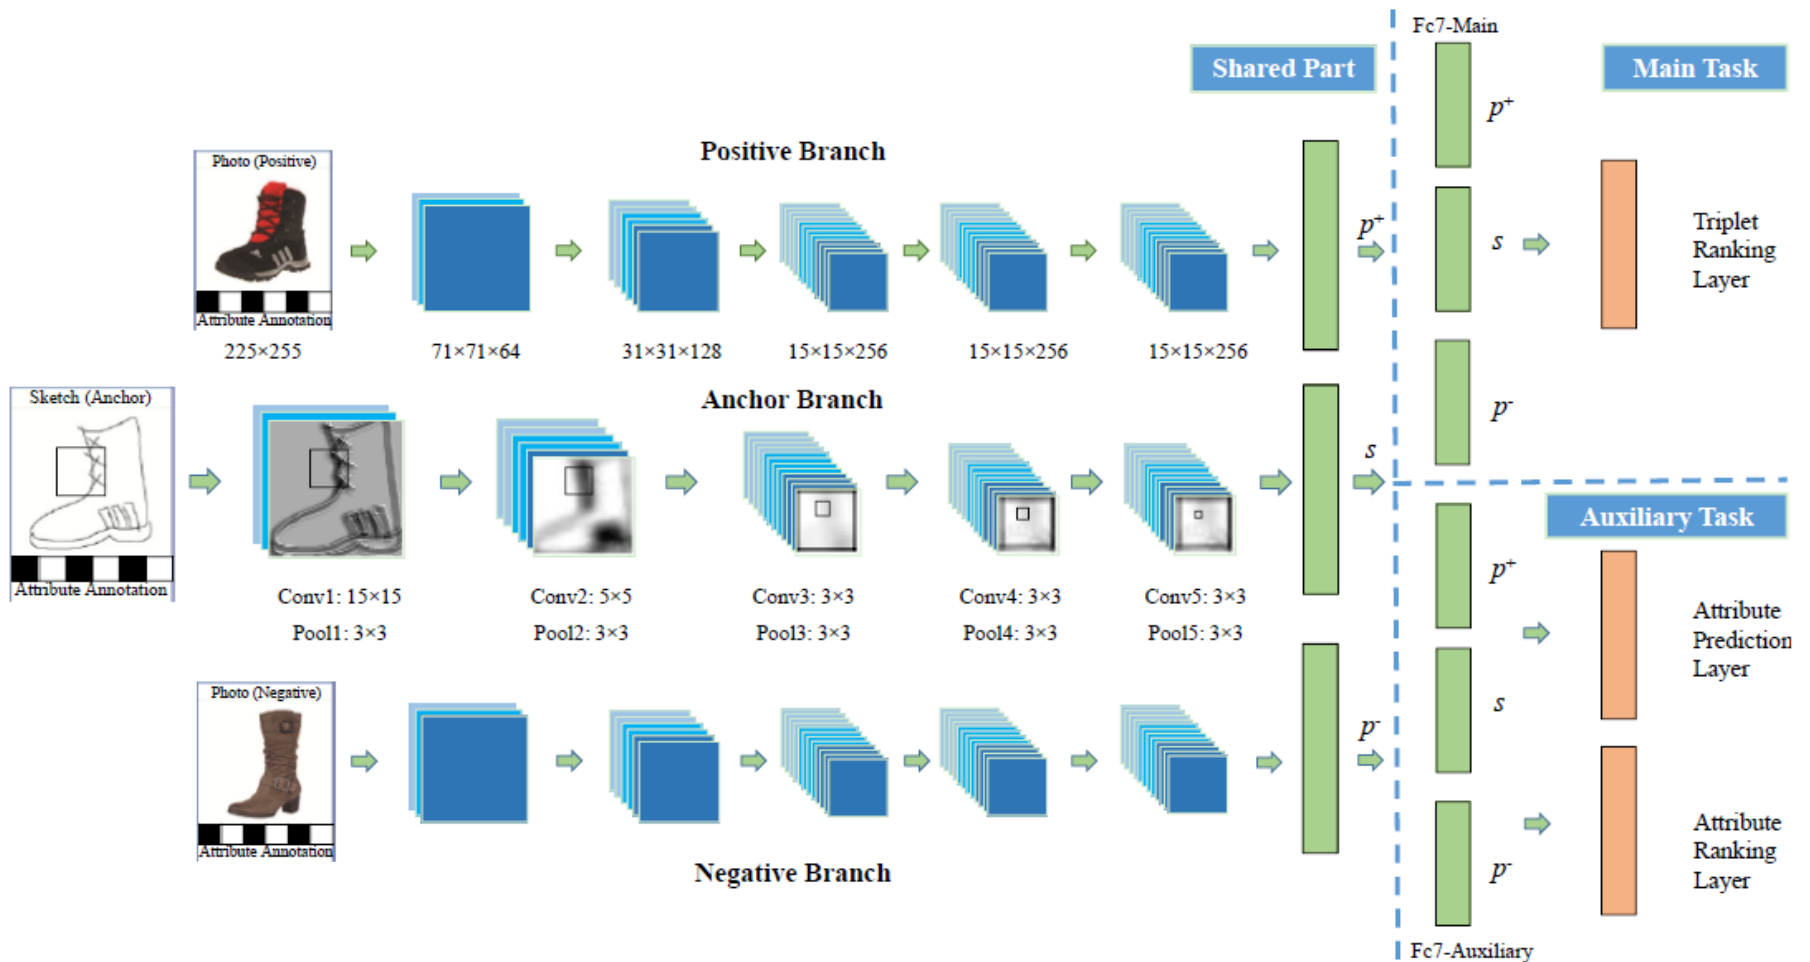 Fc7-Main
Shared Part
Main Task
p+
Positive Branch
Photo (Positive)
p+
s
Triplet
Ranking
Layer
Attribute Annotation
225×255
71×71×64
31×31×128
15×15×256
15×15×256
15×15×256
Sketch (Anchor)
Anchor Branch
p-
s
Auxiliary Task
p+
Attribute Annotation
Conv1: 15×15
Conv2: 5×5
Conv3: 3×3
Conv4: 3×3
Conv5: 3×3
Pool1: 3×3
Pool2: 3×3
Pool3: 3×3
Pool4: 3×3
Pool5: 3×3
Attribute
Prediction
Layer
Photo (Negative)
p-
s
Attribute Annotation
Negative Branch
p-
Attribute
Ranking
Layer
Fc7-Auxiliary